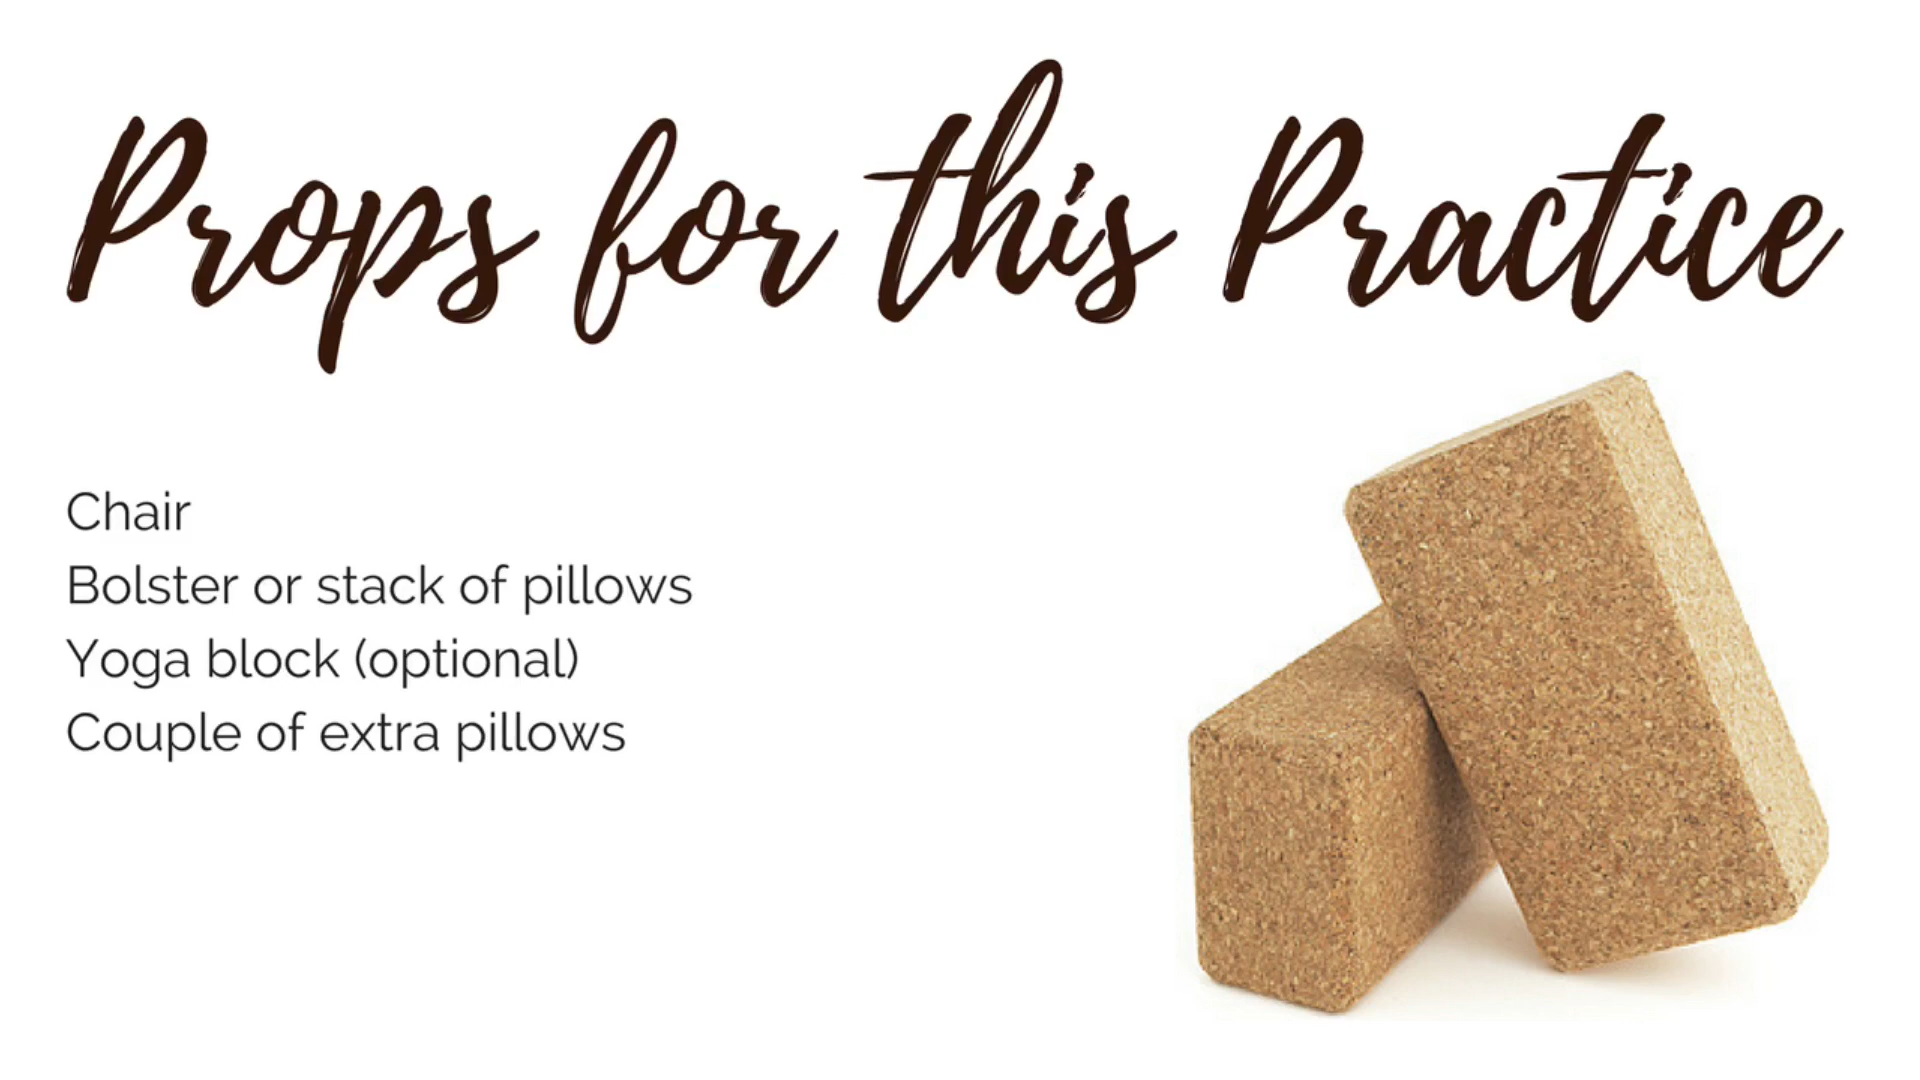 Props for this Practice
Chair
Bolster or stack of pillows
Yoga block (optional)
Couple of extra pillows